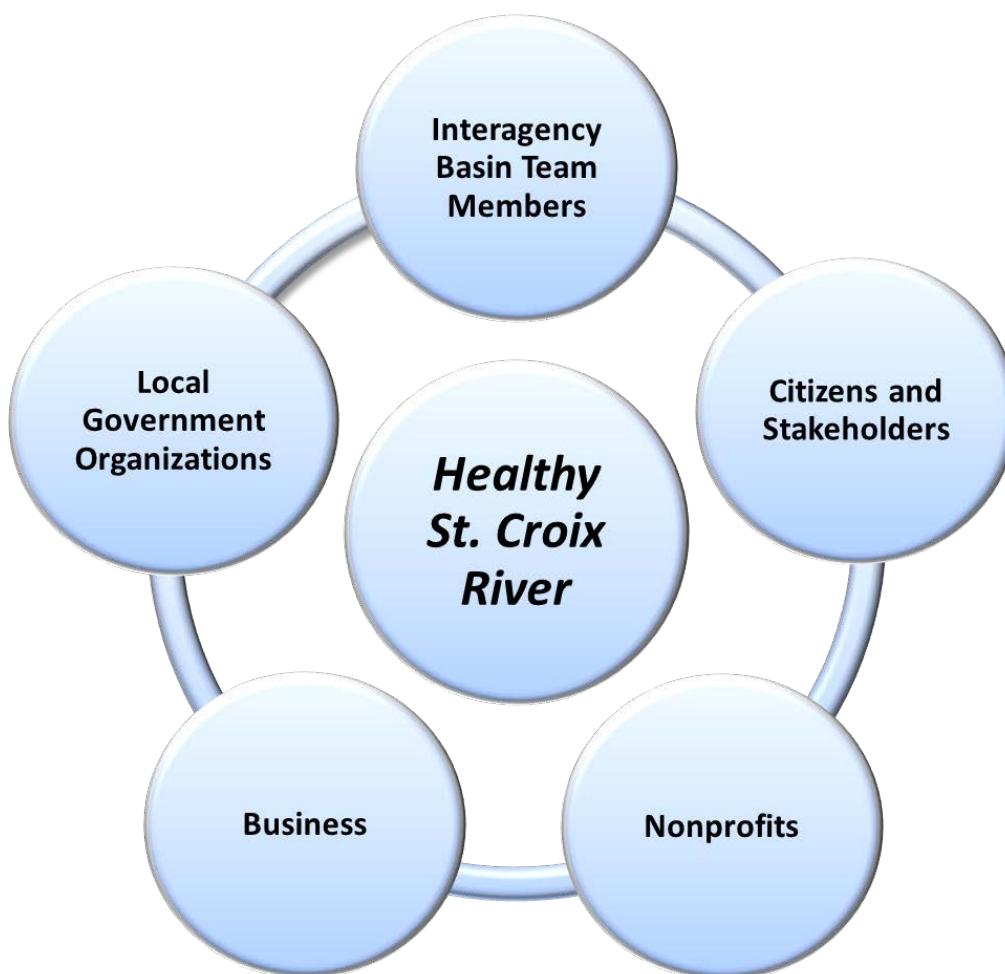 Interagency
Basin Team
Members
Citizens and
Stakeholders
Nonprofits
Business
Local
Government
Organizations
Healthy
St. Croix
River